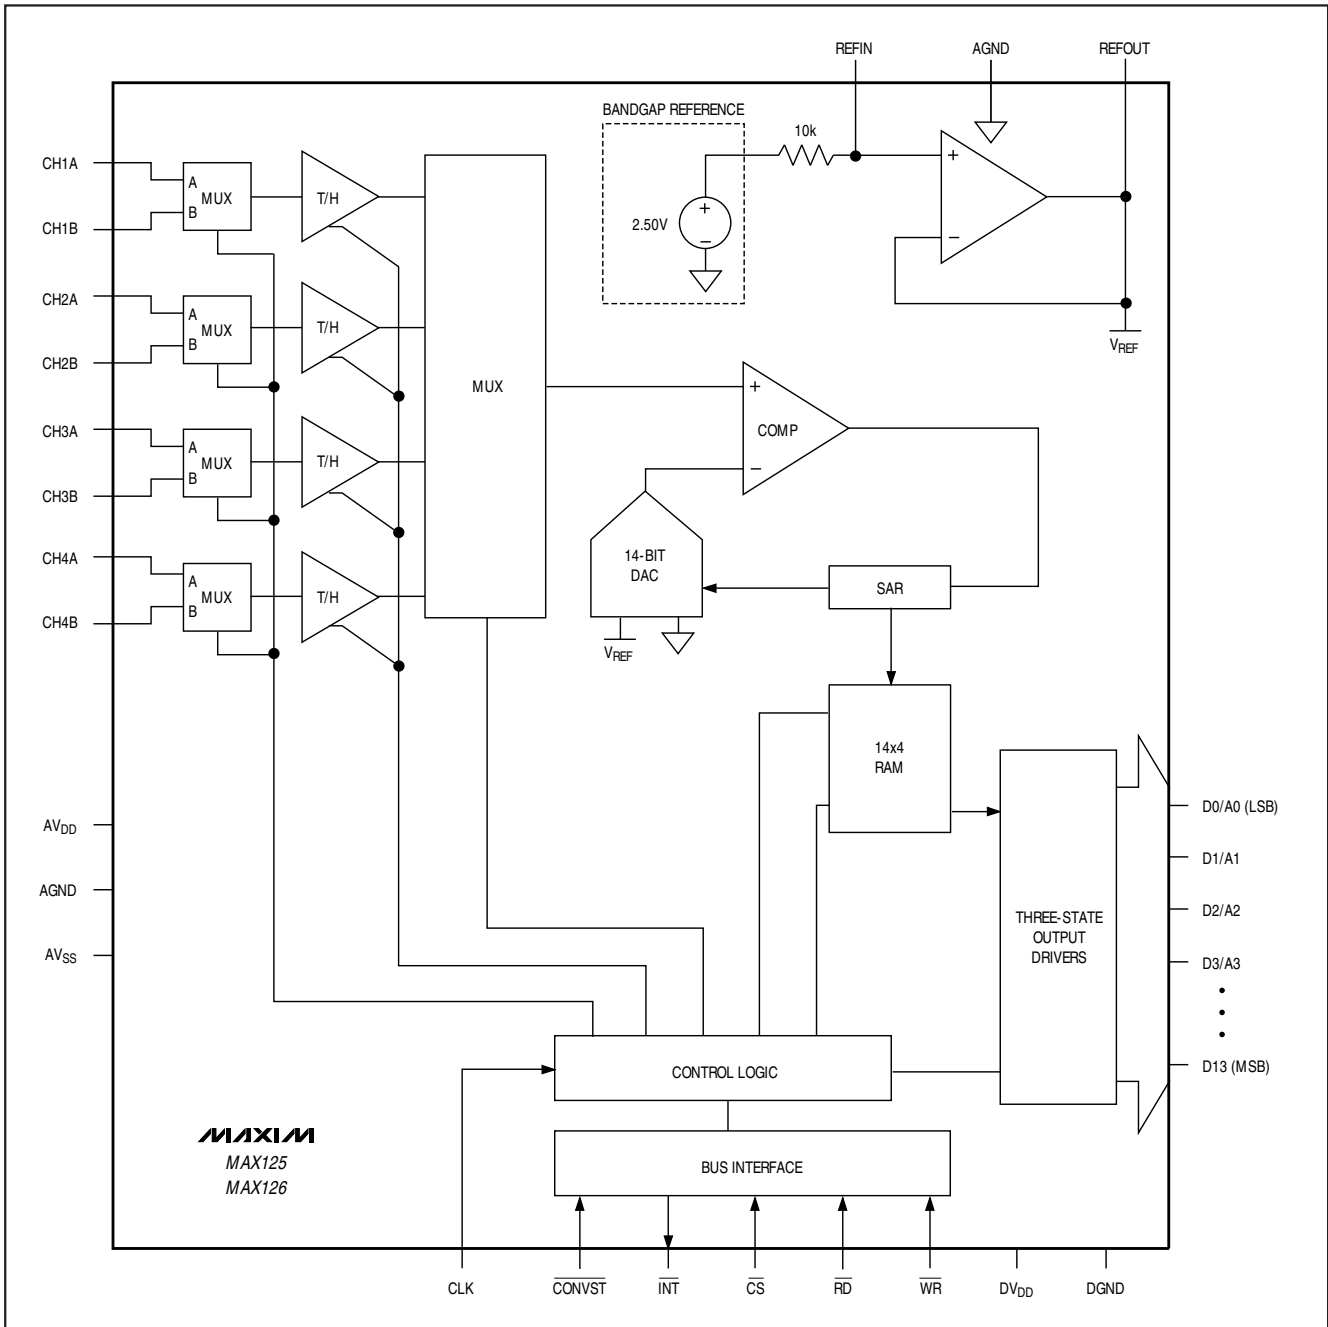 REFIN
AGND
REFOUT
BANDGAP REFERENCE
10k
+
−
2.50V
+
−
VREF
CH1A
CH1B
A
B
MUX
T/H
CH2A
CH2B
A
B
MUX
T/H
CH3A
CH3B
A
B
MUX
T/H
CH4A
CH4B
A
B
MUX
T/H
MUX
+
−
COMP
14-BIT
DAC
VREF
SAR
14x4
RAM
THREE-STATE
OUTPUT
DRIVERS
D0/A0 (LSB)
D1/A1
D2/A2
D3/A3
D13 (MSB)
AVDD
AGND
AVSS
CONTROL LOGIC
BUS INTERFACE
MAXIM
MAX125
MAX126
CLK
CONVST
INT
CS
RD
WR
DVDD
DGND